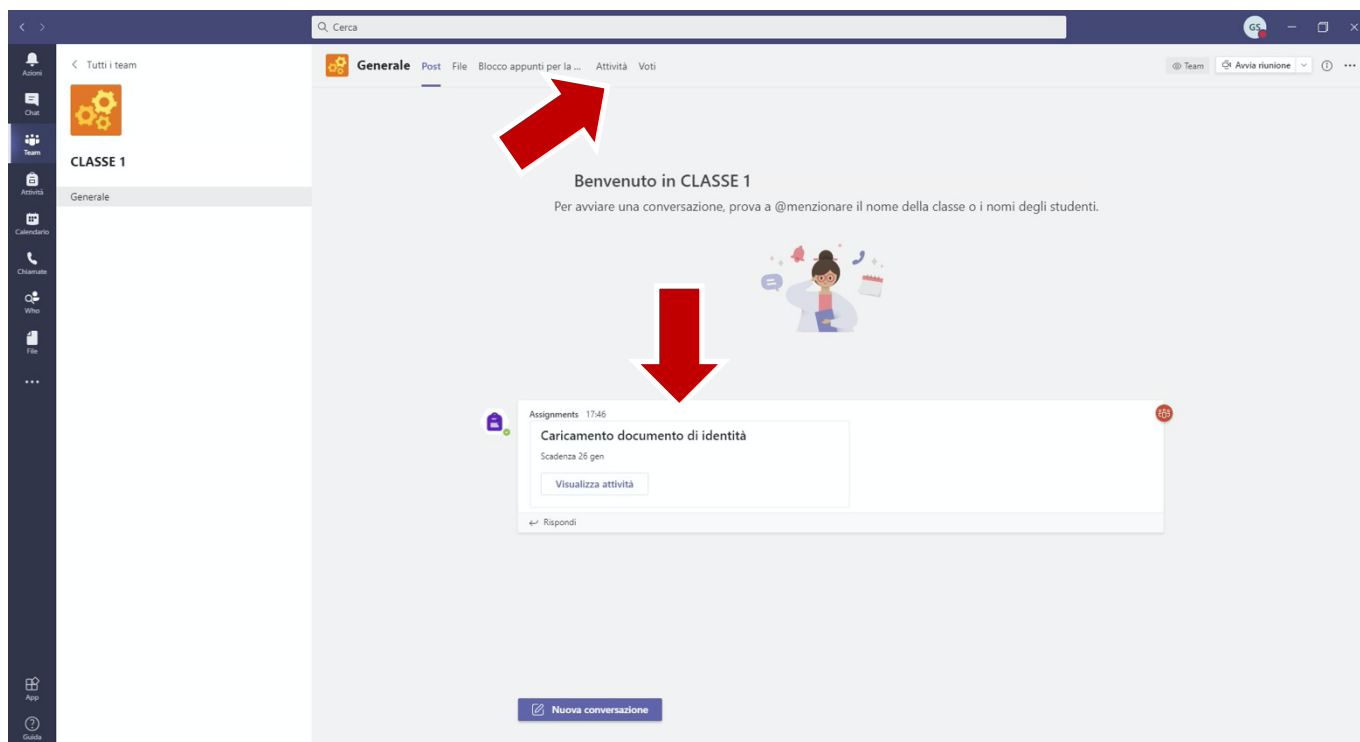 Cerca
GS
Azioni
Chat
Team
Attività
Calendario
Chiamate
Who
File
App
Guida
Tutti i team
CLASSE 1
Generale
Generale Post File Blocco appunti per la ... Attività Voti
Team Avvia riunione
Benvenuto in CLASSE 1
Per avviare una conversazione, prova a @menzionare il nome della classe o i nomi degli studenti.
Assignments 17:46
Caricamento documento di identità
Scadenza 26 gen
Visualizza attività
Rispondi
Nuova conversazione